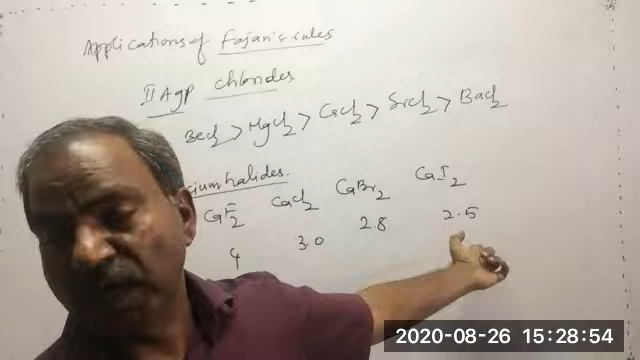 Applications of Fajan's rules
II A gp chlorides
BeCl2 > MgCl2 > CaCl2 > SrCl2 > BaCl2
cium halides.
CaF2 CaCl2 CaBr2 CaI2
4 3.0 2.8 2.5
2020-08-26 15:28:54